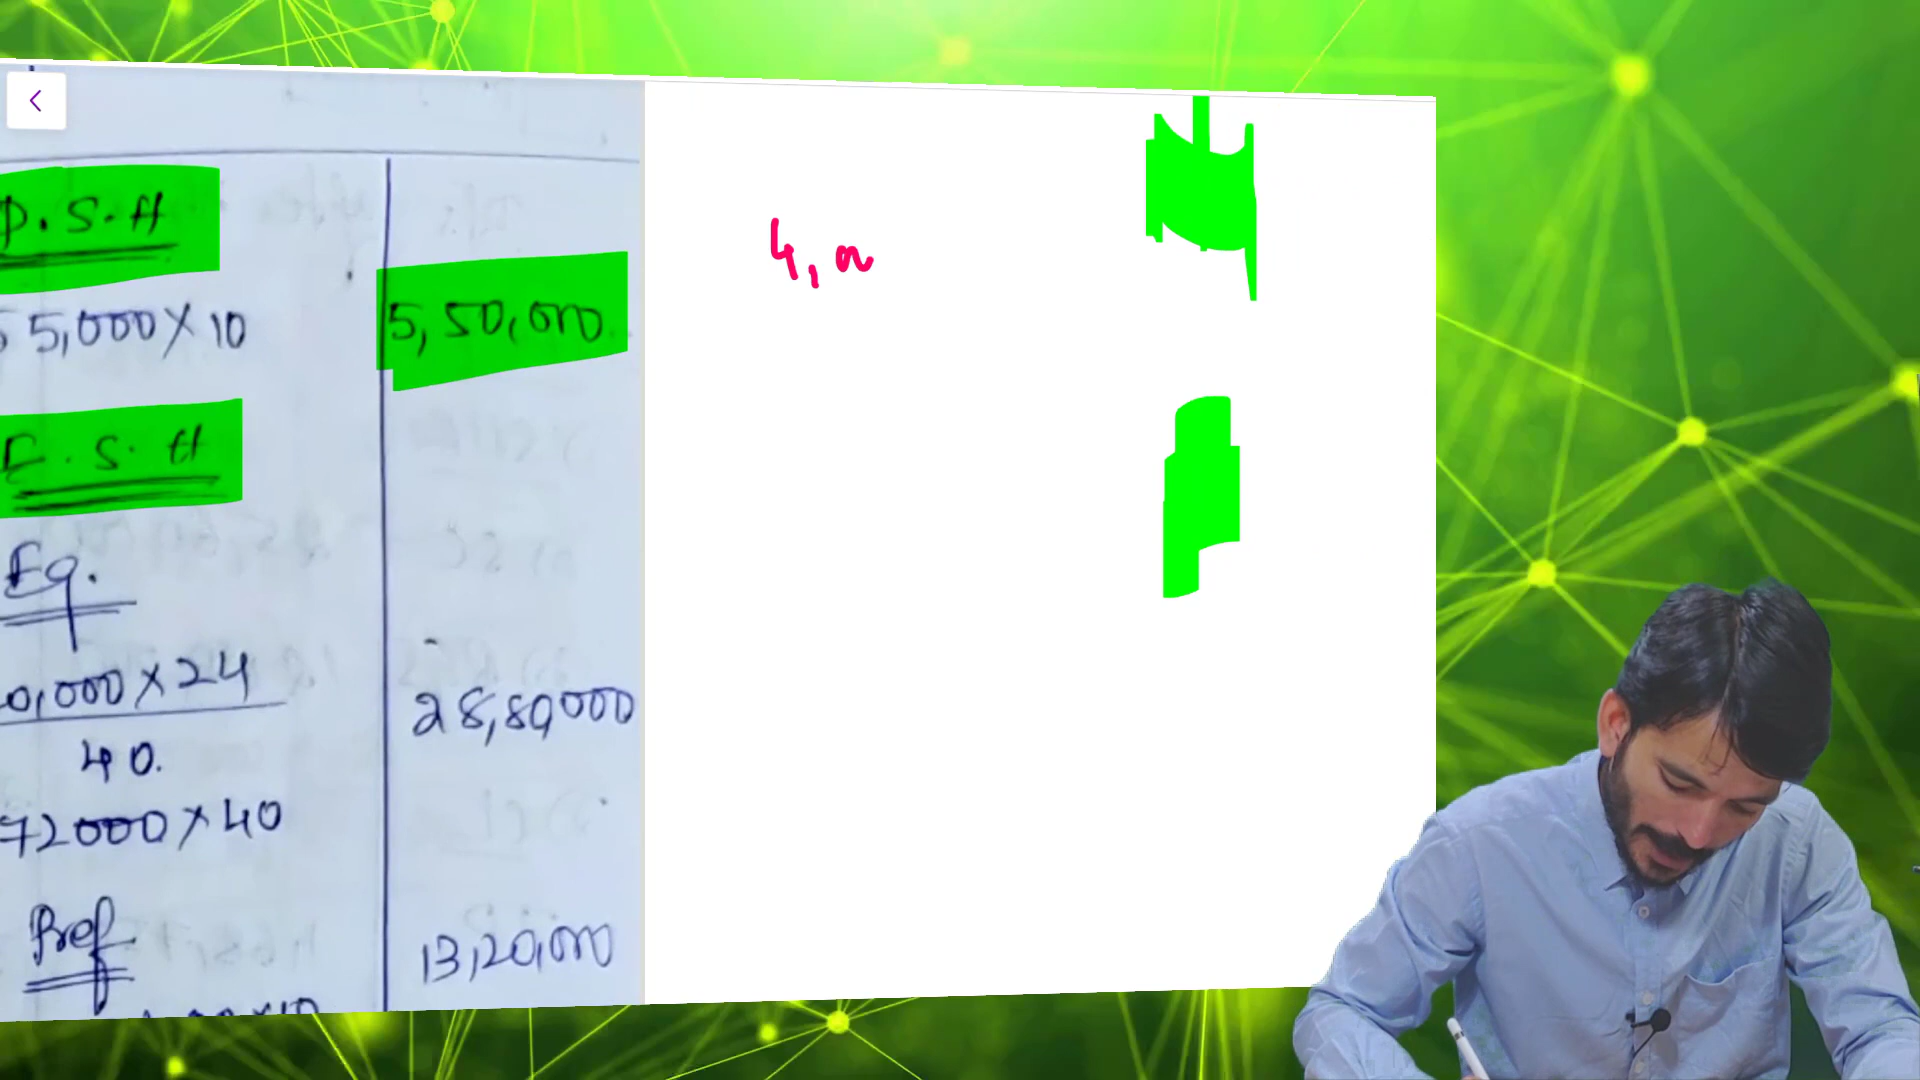 P.S.H
55,000 × 10 5,50,000
E.S.H
Eq.
0,000 × 24
40. 28,80,000
72000 × 40
Pref 13,20,000
4,